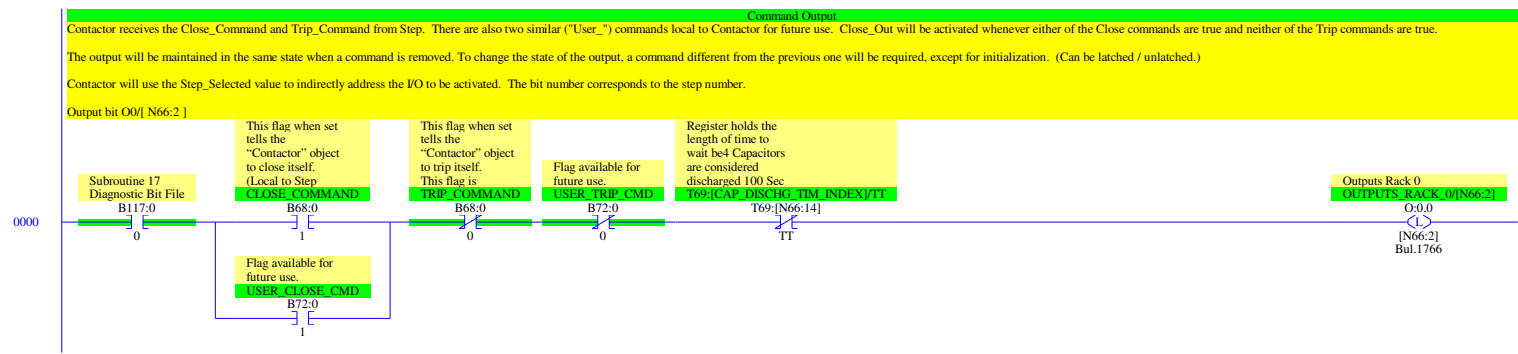 Command Output
Contactor receives the Close_Command and Trip_Command from Step. There are also two similar ("User_") commands local to Contactor for future use. Close_Out will be activated whenever either of the Close commands are true and neither of the Trip commands are true.
The output will be maintained in the same state when a command is removed. To change the state of the output, a command different from the previous one will be required, except for initialization. (Can be latched / unlatched.)
Contactor will use the Step_Selected value to indirectly address the I/O to be activated. The bit number corresponds to the step number.
Output bit O0/[ N66:2 ]
0000
Subroutine 17
Diagnostic Bit File
B117:0
0
This flag when set
tells the
“Contactor” object
to close itself.
(Local to Step
CLOSE_COMMAND
B68:0
1
Flag available for
future use.
USER_CLOSE_CMD
B72:0
1
This flag when set
tells the
“Contactor” object
to trip itself.
This flag is
TRIP_COMMAND
B68:0
0
Flag available for
future use.
USER_TRIP_CMD
B72:0
0
Register holds the
length of time to
wait be4 Capacitors
are considered
discharged 100 Sec
T69:[CAP_DISCHG_TIM_INDEX]/TT
T69:[N66:14]
TT
Outputs Rack 0
OUTPUTS_RACK_0/[N66:2]
O:0.0
L
[N66:2]
Bul.1766